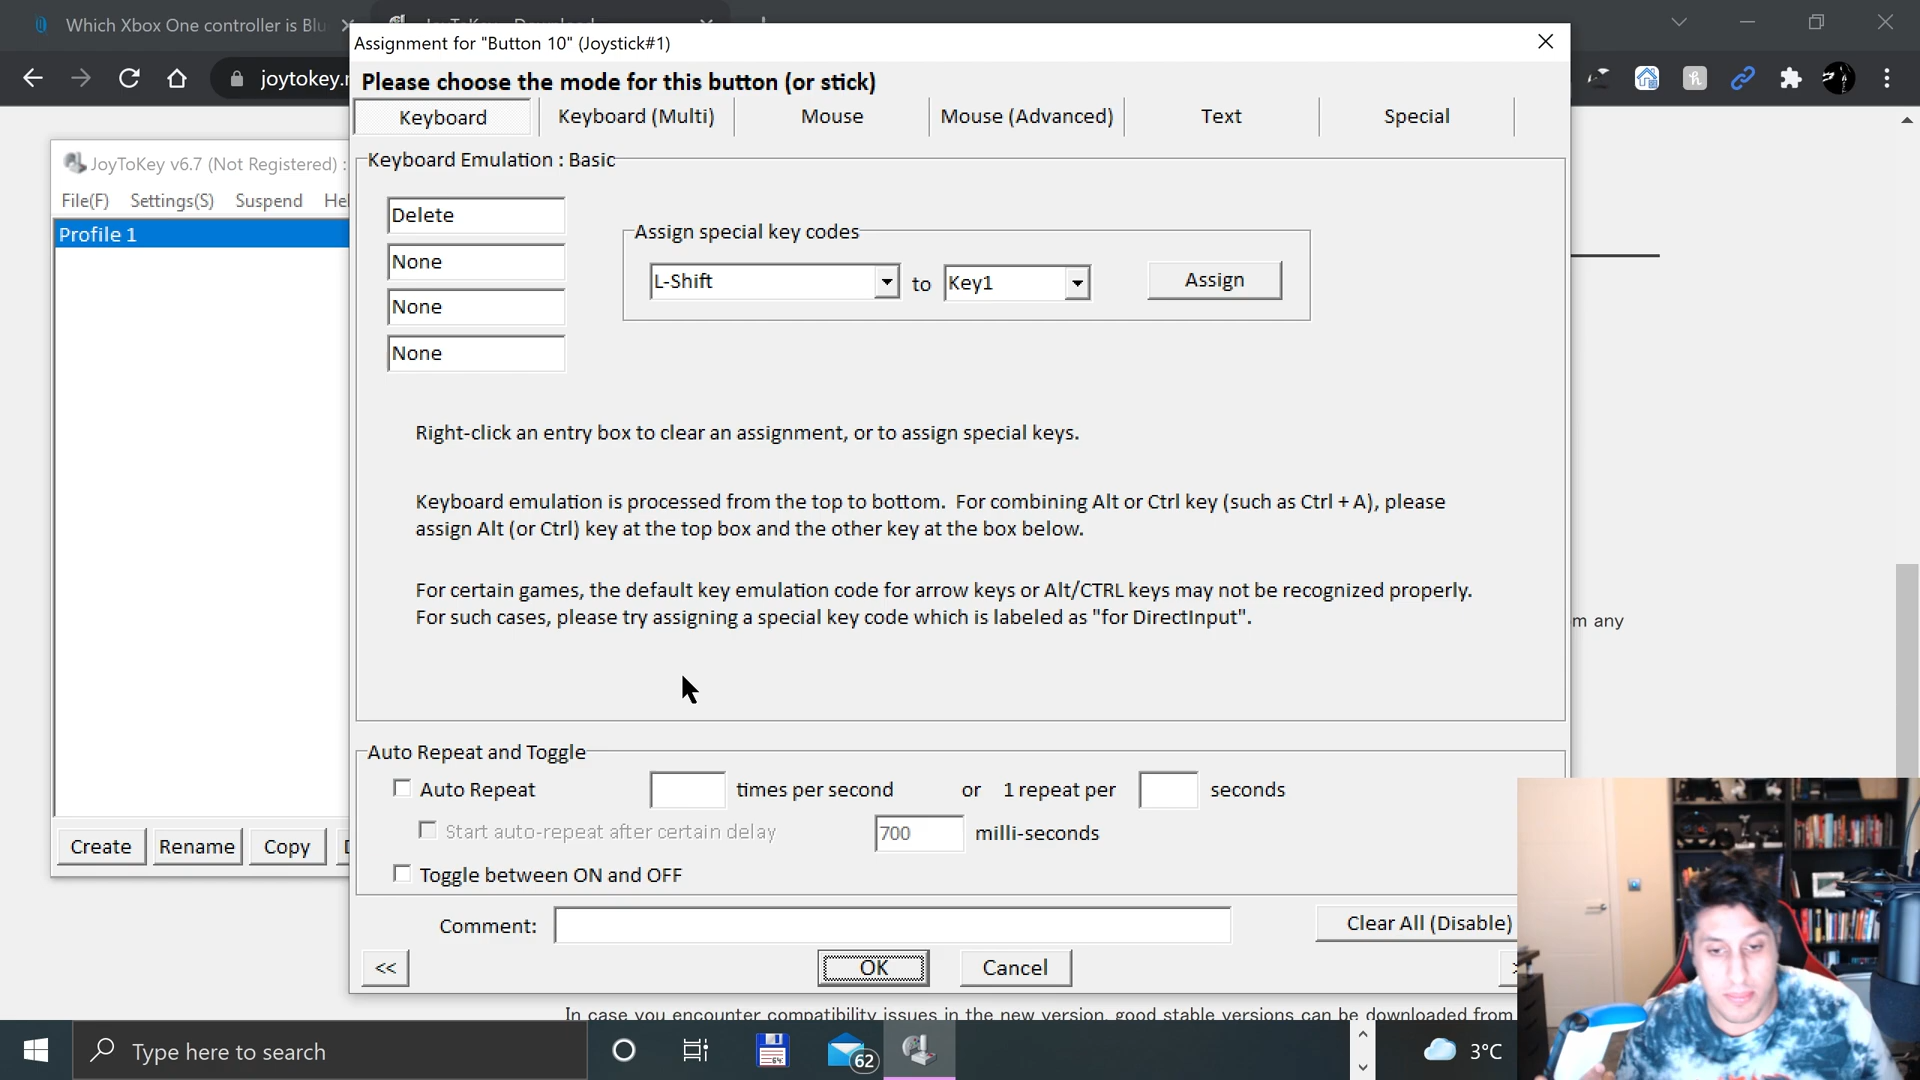 Which Xbox One controller is Blu
Assignment for "Button 10" (Joystick#1)
joytokey.n
Please choose the mode for this button (or stick)
Keyboard
Keyboard (Multi)
Mouse
Mouse (Advanced)
Text
Special
JoyToKey v6.7 (Not Registered) :
File(F) Settings(S) Suspend Hel
Profile 1
Keyboard Emulation : Basic
Delete
None
None
None
Assign special key codes
L-Shift to Key1 Assign
Right-click an entry box to clear an assignment, or to assign special keys.
Keyboard emulation is processed from the top to bottom. For combining Alt or Ctrl key (such as Ctrl + A), please
assign Alt (or Ctrl) key at the top box and the other key at the box below.
For certain games, the default key emulation code for arrow keys or Alt/CTRL keys may not be recognized properly.
For such cases, please try assigning a special key code which is labeled as "for DirectInput".
m any
Auto Repeat and Toggle
Auto Repeat times per second or 1 repeat per seconds
Start auto-repeat after certain delay 700 milli-seconds
Toggle between ON and OFF
Create Rename Copy
Comment: Clear All (Disable)
<< OK Cancel
In case you encounter compatibility issues in the new version, good stable versions can be downloaded from
Type here to search
64
62
3°C